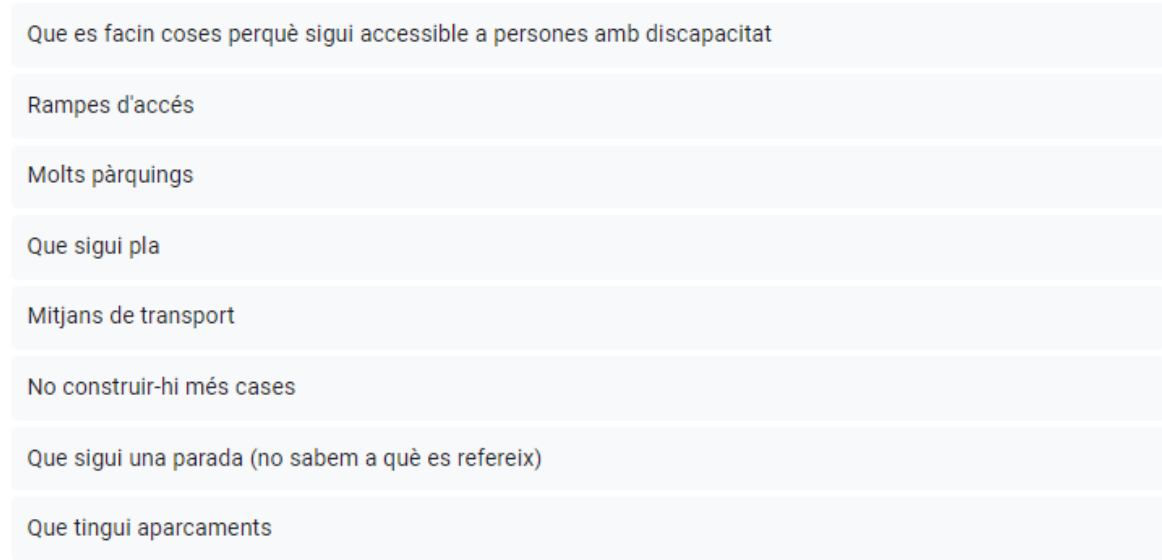 Que es facin coses perquè sigui accessible a persones amb discapacitat
Rampes d'accés
Molts pàrquings
Que sigui pla
Mitjans de transport
No construir-hi més cases
Que sigui una parada (no sabem a què es refereix)
Que tingui aparcaments